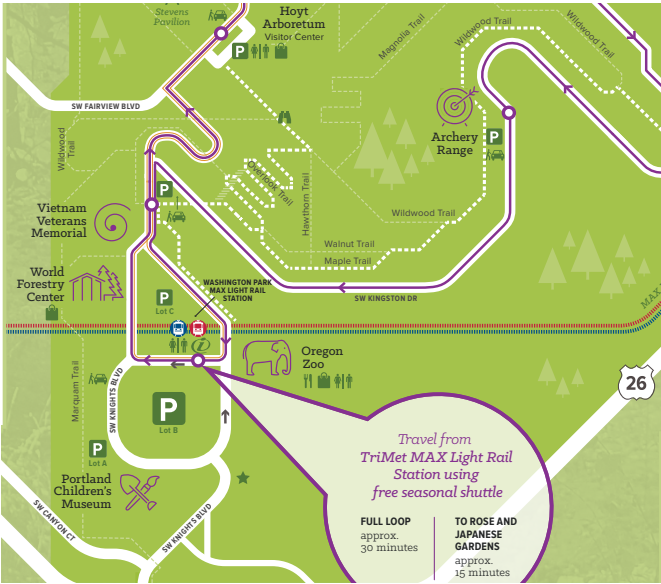 Stevens
Pavilion
Hoyt
Arboretum
Visitor Center
P
Magnolia Trail
Wildwood Trail
Wildwood Trail
SW FAIRVIEW BLVD
Wildwood
Trail
Archery
Range
P
Overlook Trail
Hawthorn Trail
P
Vietnam
Veterans
Memorial
Wildwood Trail
Walnut Trail
Maple Trail
World
Forestry
Center
WASHINGTON PARK
MAX LIGHT RAIL
STATION
SW KINGSTON DR
P
Lot C
MAX
i
Oregon
Zoo
26
Marquam Trail
SW KNIGHTS BLVD
P
Lot B
P
Lot A
Portland
Children's
Museum
SW CANYON CT
SW KNIGHTS BLVD
Travel from
TriMet MAX Light Rail
Station using
free seasonal shuttle
FULL LOOP
approx.
30 minutes
TO ROSE AND
JAPANESE
GARDENS
approx.
15 minutes